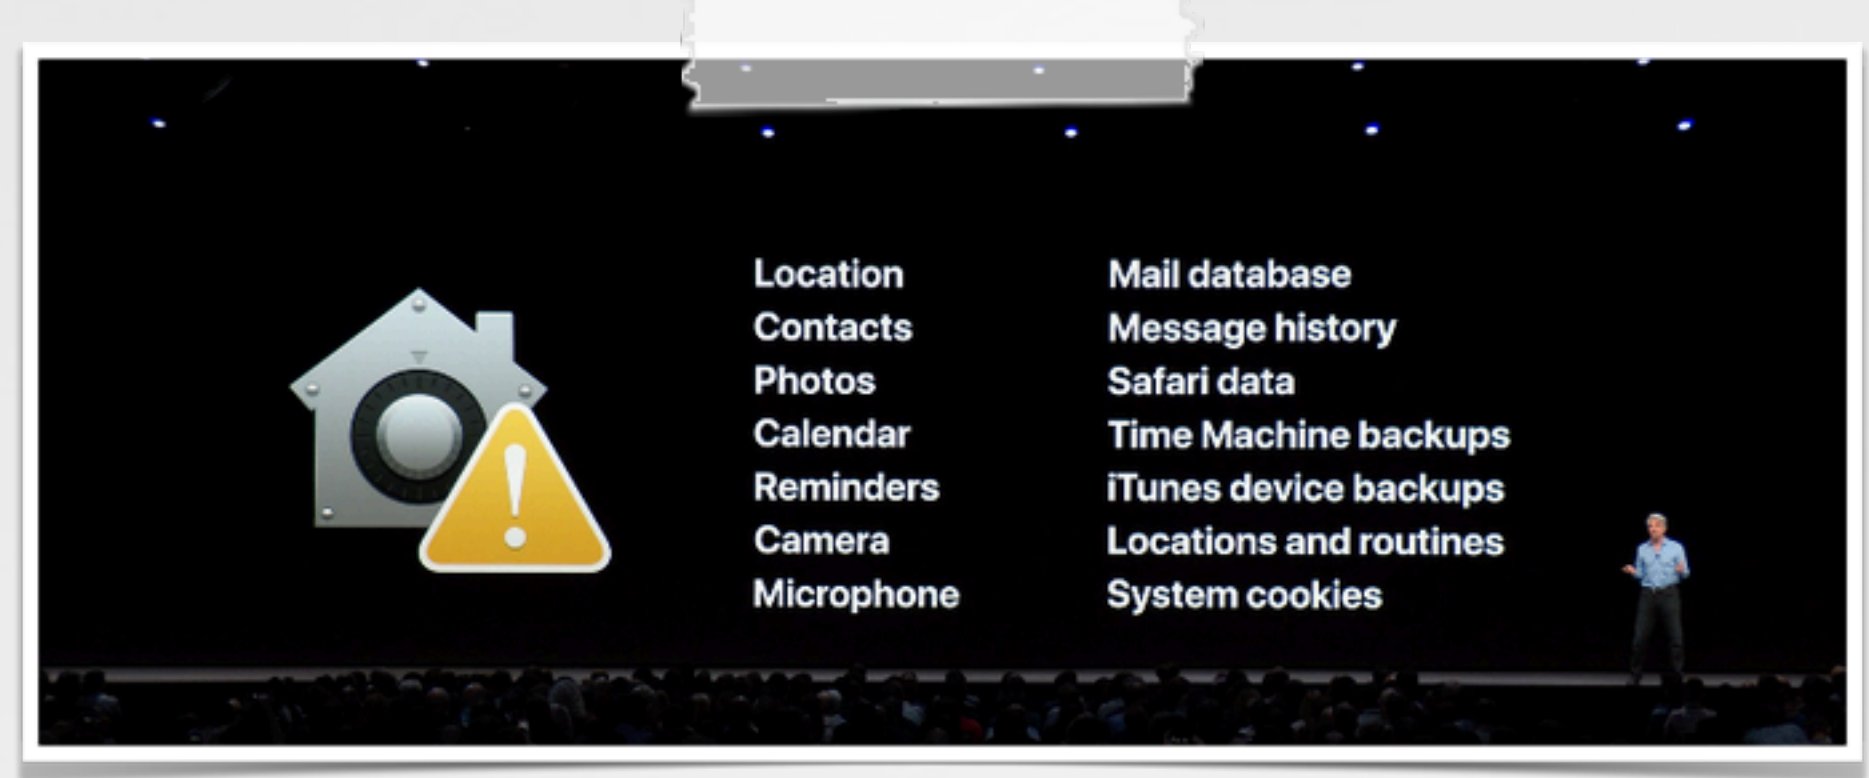 Location
Contacts
Photos
Calendar
Reminders
Camera
Microphone
Mail database
Message history
Safari data
Time Machine backups
iTunes device backups
Locations and routines
System cookies